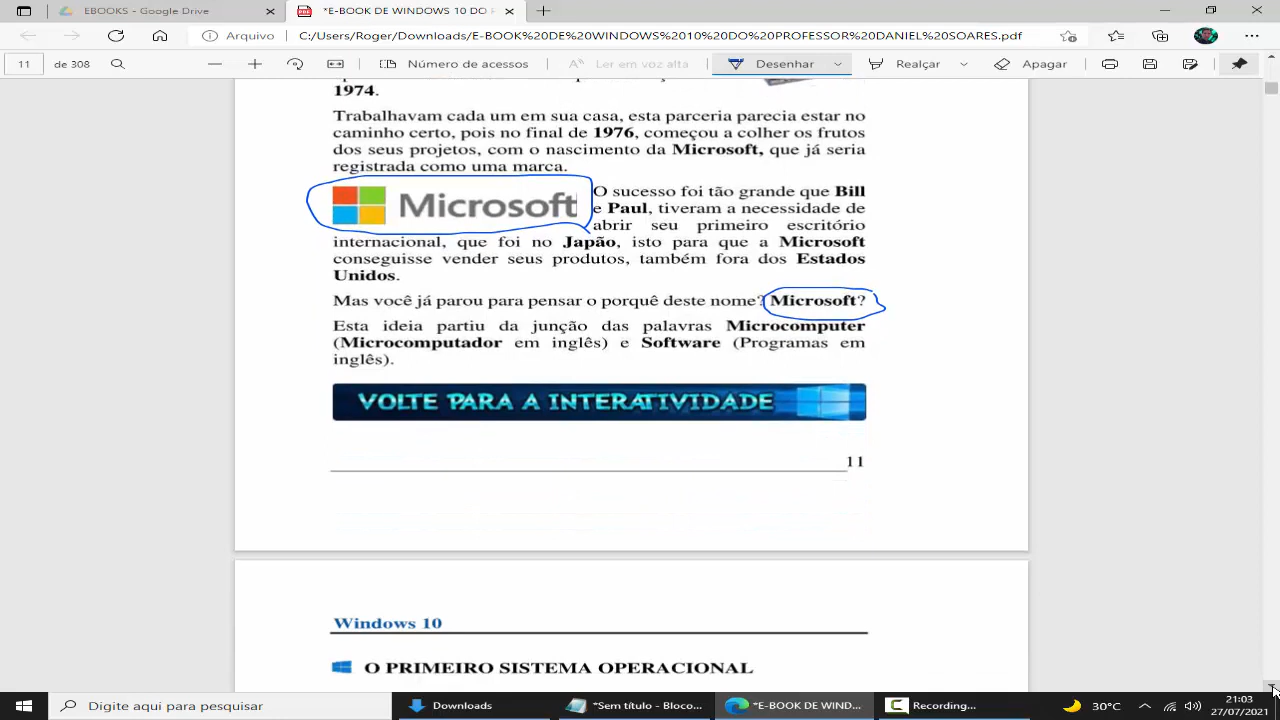 EBOOKS – Google Drive
*E-BOOK DE WINDOWS 10 DO P
Arquivo
C:/Users/Roger/Downloads/E-BOOK%20DE%20WINDOWS%2010%20DO%20PROFESSOR%20DANIEL%20SOARES.pdf
11 de 308
Número de acessos
Ler em voz alta
Desenhar
Realçar
Apagar
1974.
Trabalhavam cada um em sua casa, esta parceria parecia estar no
caminho certo, pois no final de 1976, começou a colher os frutos
dos seus projetos, com o nascimento da Microsoft, que já seria
registrada como uma marca.
Microsoft
O sucesso foi tão grande que Bill
e Paul, tiveram a necessidade de
abrir seu primeiro escritório
internacional, que foi no Japão, isto para que a Microsoft
conseguisse vender seus produtos, também fora dos Estados
Unidos.
Mas você já parou para pensar o porquê deste nome? Microsoft?
Esta ideia partiu da junção das palavras Microcomputer
(Microcomputador em inglês) e Software (Programas em
inglês).
VOLTE PARA A INTERATIVIDADE
11
Windows 10
O PRIMEIRO SISTEMA OPERACIONAL
Digite aqui para pesquisar
Downloads
*Sem título - Bloco...
*E-BOOK DE WIND...
Recording...
30°C
21:03
27/07/2021